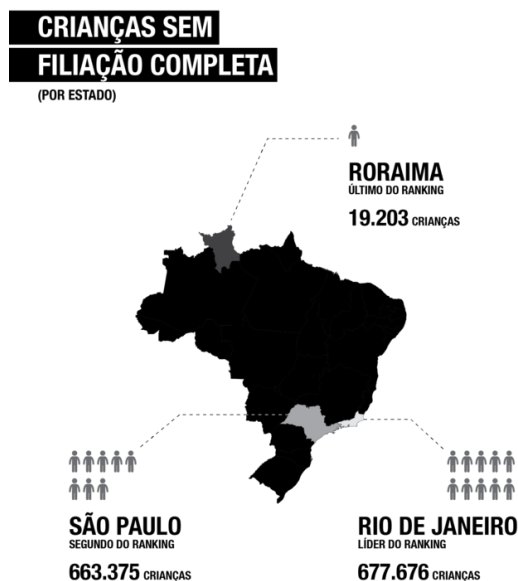 CRIANÇAS SEM
FILIAÇÃO COMPLETA
(POR ESTADO)
RORAIMA
ÚLTIMO DO RANKING
19.203 CRIANÇAS
SÃO PAULO
SEGUNDO DO RANKING
663.375 CRIANÇAS
RIO DE JANEIRO
LÍDER DO RANKING
677.676 CRIANÇAS